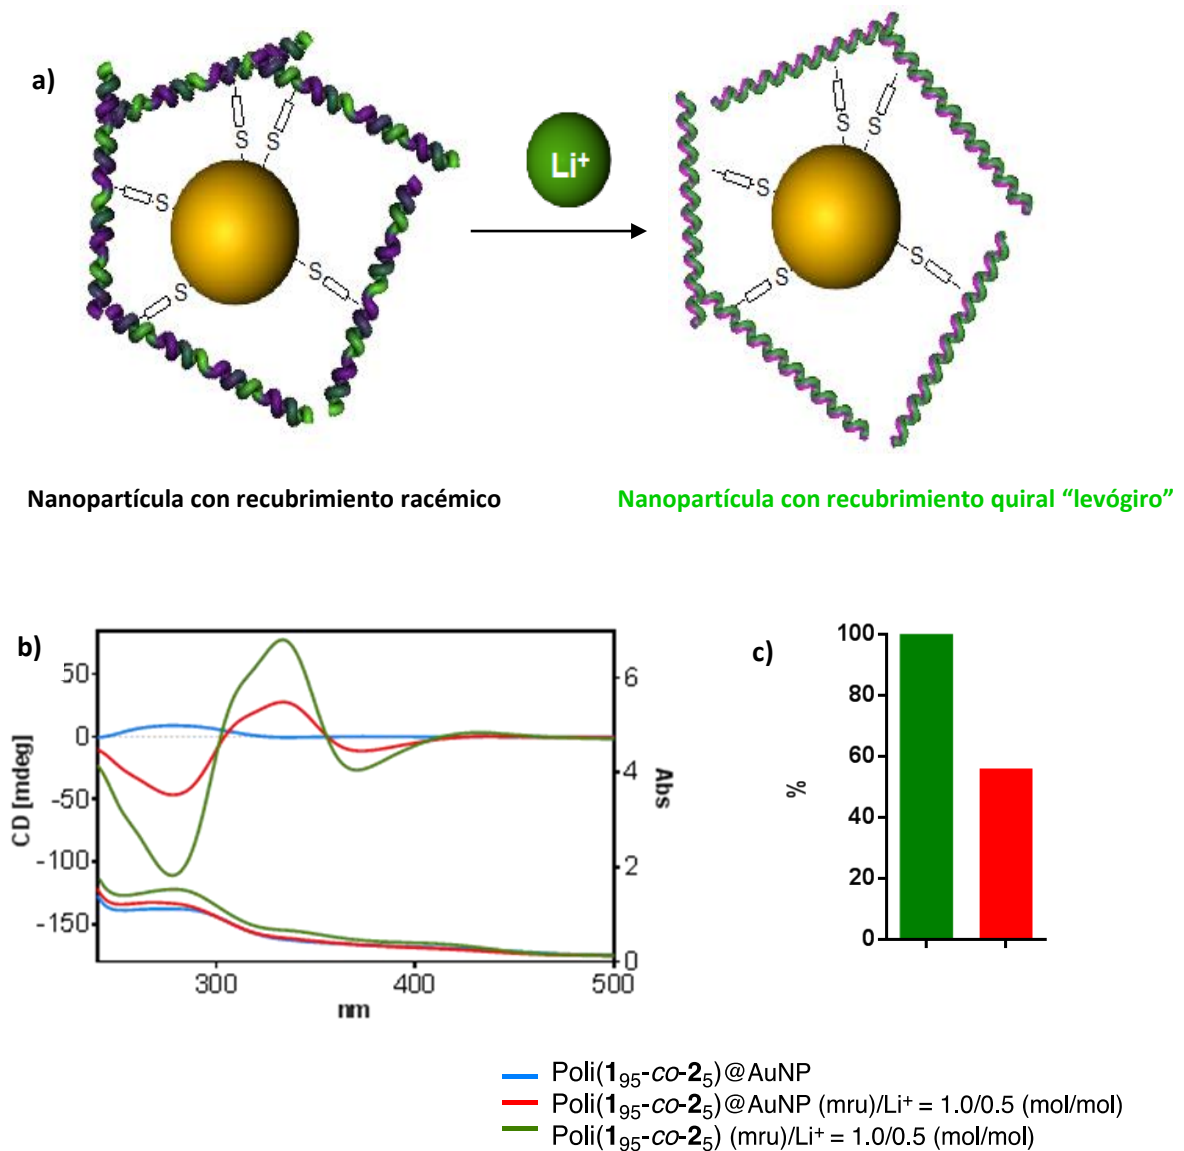 a)
S
S
S
S
S
Li⁺
S
S
S
S
S
Nanopartícula con recubrimiento racémico
Nanopartícula con recubrimiento quiral “levógiro”
b)
CD [mdeg]
50
0
-50
-100
-150
300
400
500
nm
6
4
2
0
Abs
c)
%
100
80
60
40
20
0
Poli(1₉₅-co-2₅)@AuNP
Poli(1₉₅-co-2₅)@AuNP (mru)/Li⁺ = 1.0/0.5 (mol/mol)
Poli(1₉₅-co-2₅) (mru)/Li⁺ = 1.0/0.5 (mol/mol)